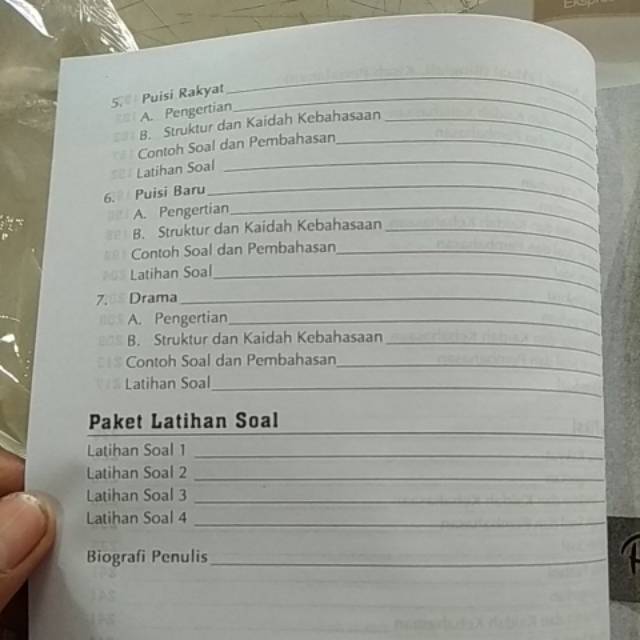 5. Puisi Rakyat
A. Pengertian
B. Struktur dan Kaidah Kebahasaan
Contoh Soal dan Pembahasan
Latihan Soal
6. Puisi Baru
A. Pengertian
B. Struktur dan Kaidah Kebahasaan
Contoh Soal dan Pembahasan
Latihan Soal
7. Drama
A. Pengertian
B. Struktur dan Kaidah Kebahasaan
Contoh Soal dan Pembahasan
Latihan Soal
Paket Latihan Soal
Latihan Soal 1
Latihan Soal 2
Latihan Soal 3
Latihan Soal 4
Biografi Penulis